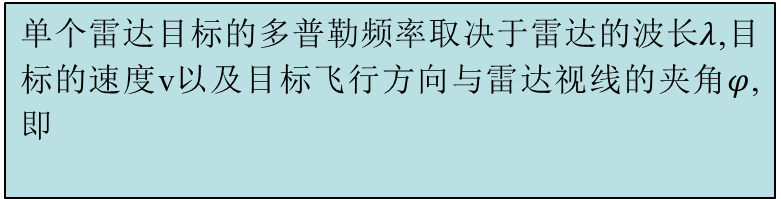 单个雷达目标的多普勒频率取决于雷达的波长λ,目
标的速度v以及目标飞行方向与雷达视线的夹角φ,
即